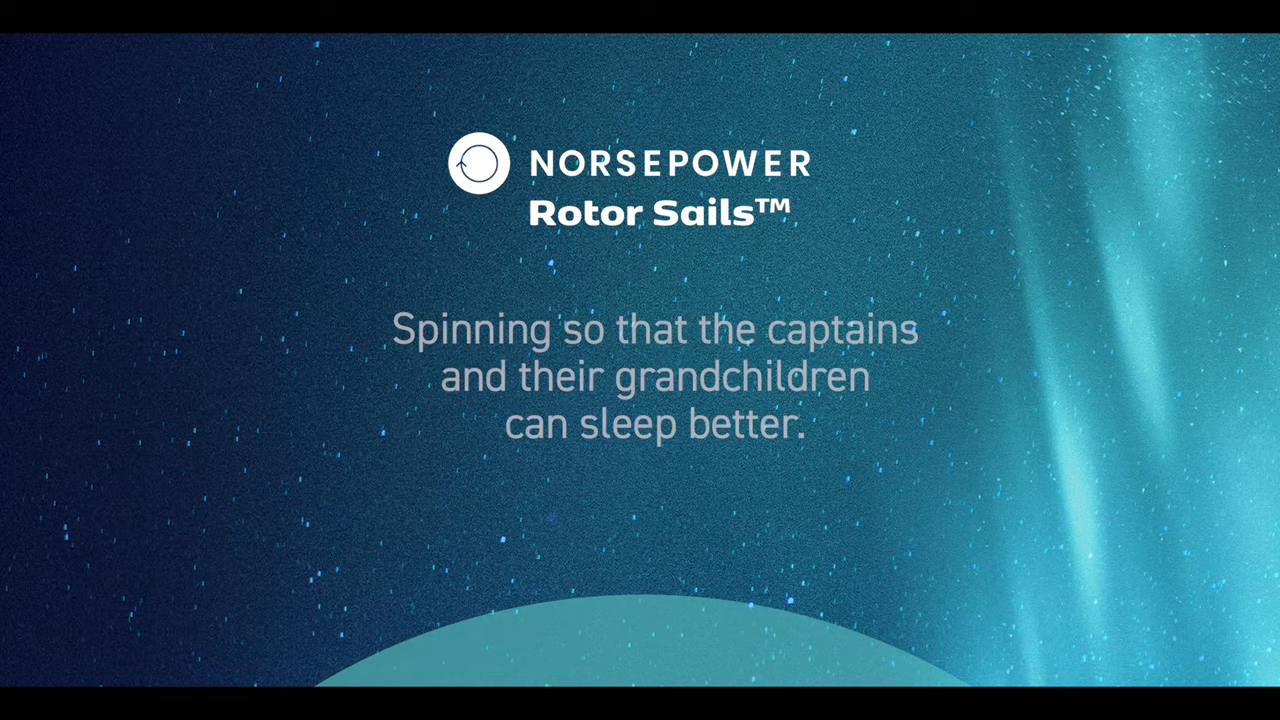 NORSEPOWER
Rotor Sails™
Spinning so that the captains
and their grandchildren
can sleep better.